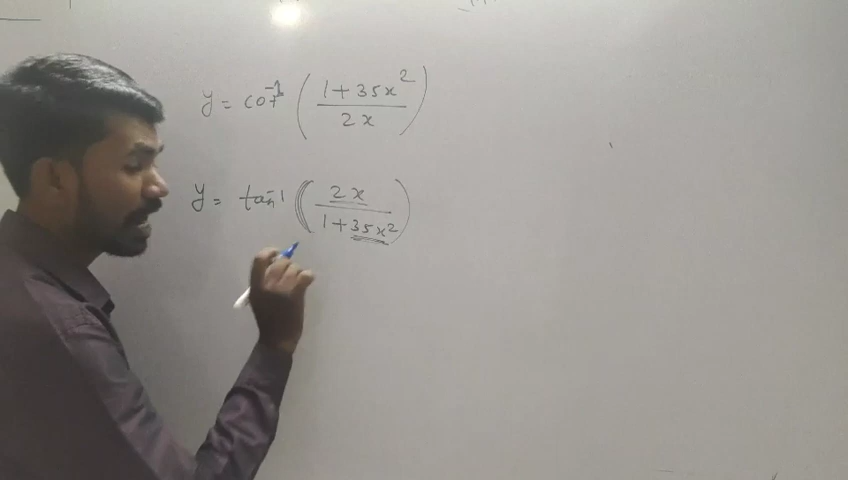 y = cot⁻¹ ( (1+35x²) / (2x) )
y = tan⁻¹ ( (2x) / (1+35x²) )